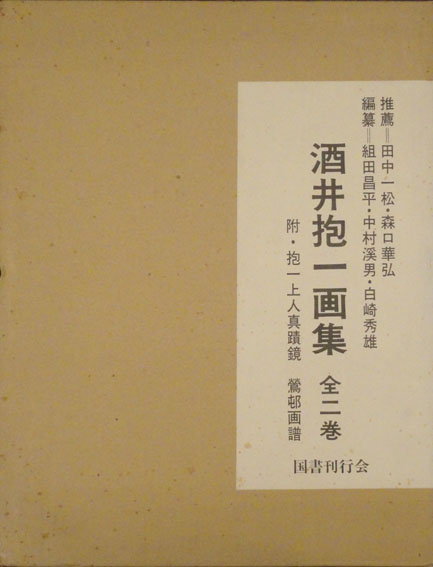 推薦＝田中一松・森口華弘
編纂＝組田昌平・中村溪男・白崎秀雄
酒井抱一画集 全二巻
附・抱一上人真蹟鏡 鶯邨画譜
国書刊行会